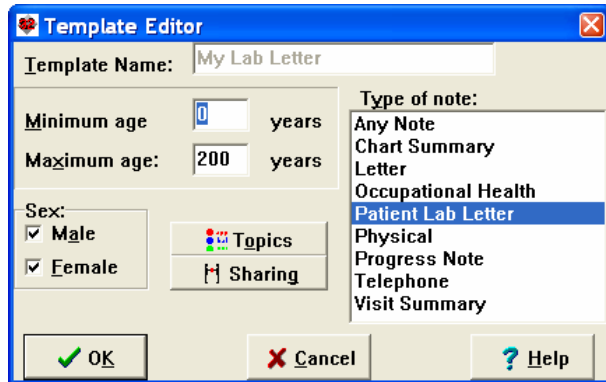 Template Editor
Template Name: My Lab Letter
Minimum age 0 years
Maximum age: 200 years
Sex:
Male
Female
Topics
Sharing
Type of note:
Any Note
Chart Summary
Letter
Occupational Health
Patient Lab Letter
Physical
Progress Note
Telephone
Visit Summary
OK
Cancel
? Help